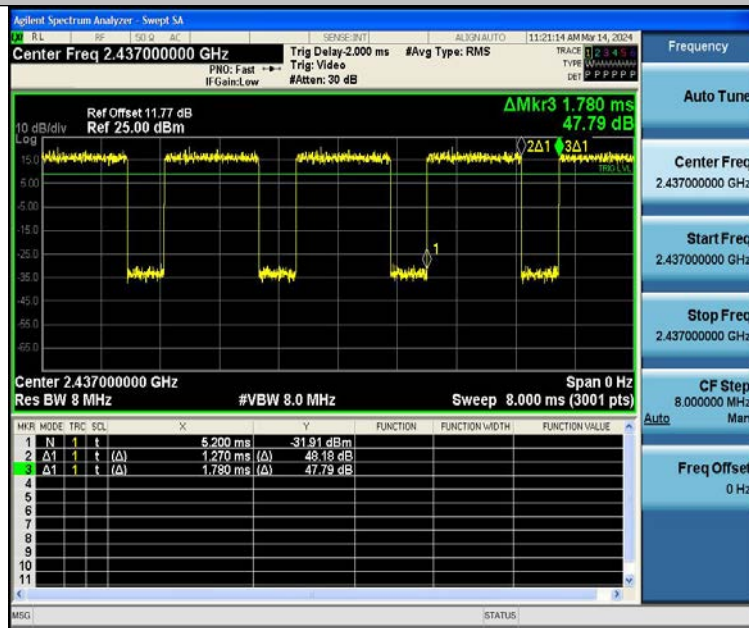 Agilent Spectrum Analyzer - Swept SA
RL RF 50 Ω AC SENSE:INT ALIGN AUTO 11:21:14 AM Mar 14, 2024
Center Freq 2.437000000 GHz
PNO: Fast
IFGain:Low
Trig Delay-2.000 ms
Trig: Video
#Atten: 30 dB
#Avg Type: RMS
TRACE 1 2 3 4 5 6
TYPE WWWWWWW
DET P P P P P P
Frequency
Auto Tune
Center Freq
2.437000000 GHz
Start Freq
2.437000000 GHz
Stop Freq
2.437000000 GHz
CF Step
8.000000 MHz
Auto Man
Freq Offset
0 Hz
ΔMkr3 1.780 ms
47.79 dB
Ref Offset 11.77 dB
10 dB/div Ref 25.00 dBm
Log
15.0
5.00
-5.00
-15.0
-25.0
-35.0
-45.0
-55.0
-65.0
2Δ1 3Δ1
TRIG LVL
1
Center 2.437000000 GHz Span 0 Hz
Res BW 8 MHz #VBW 8.0 MHz Sweep 8.000 ms (3001 pts)
MKR MODE TRC SCL X Y FUNCTION FUNCTION WIDTH FUNCTION VALUE
1 N 1 t 5.200 ms -31.91 dBm
2 Δ1 1 t (Δ) 1.270 ms (Δ) 48.18 dB
3 Δ1 1 t (Δ) 1.780 ms (Δ) 47.79 dB
4
5
6
7
8
9
10
11
MSG STATUS